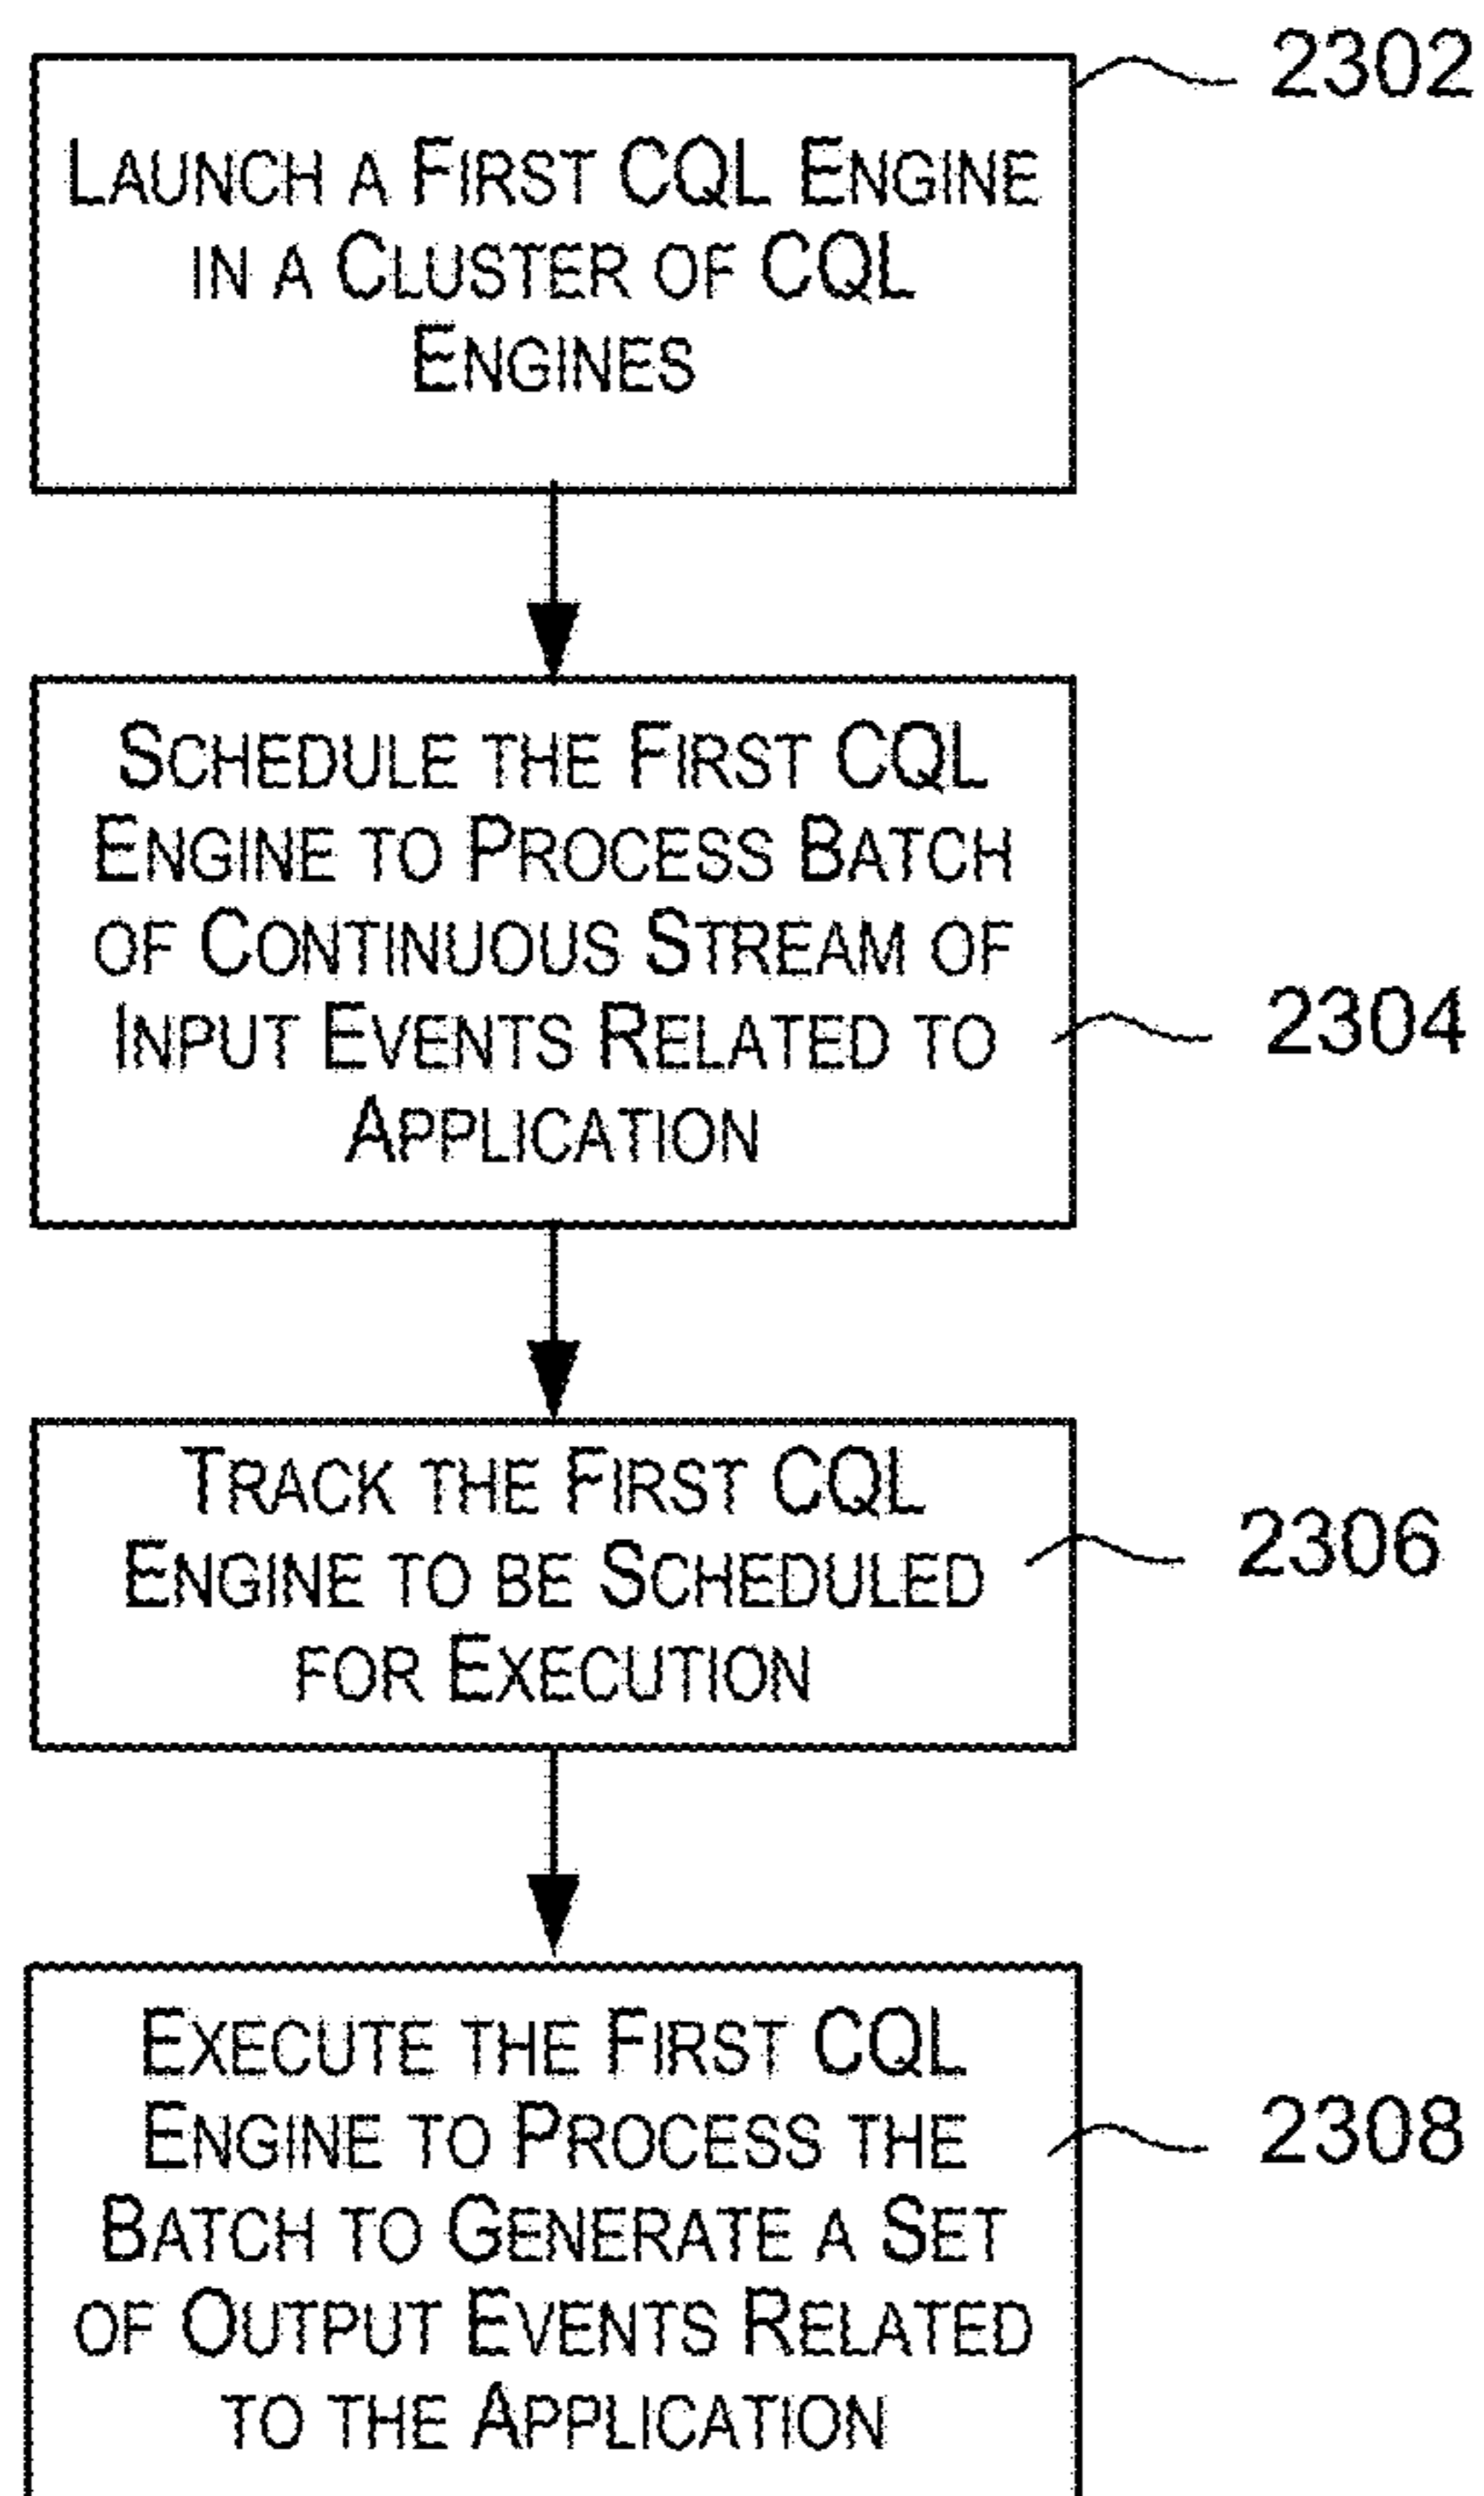 2302
LAUNCH A FIRST CQL ENGINE
IN A CLUSTER OF CQL
ENGINES
SCHEDULE THE FIRST CQL
ENGINE TO PROCESS BATCH
OF CONTINUOUS STREAM OF
INPUT EVENTS RELATED TO
APPLICATION
2304
TRACK THE FIRST CQL
ENGINE TO BE SCHEDULED
FOR EXECUTION
2306
EXECUTE THE FIRST CQL
ENGINE TO PROCESS THE
BATCH TO GENERATE A SET
OF OUTPUT EVENTS RELATED
TO THE APPLICATION
2308